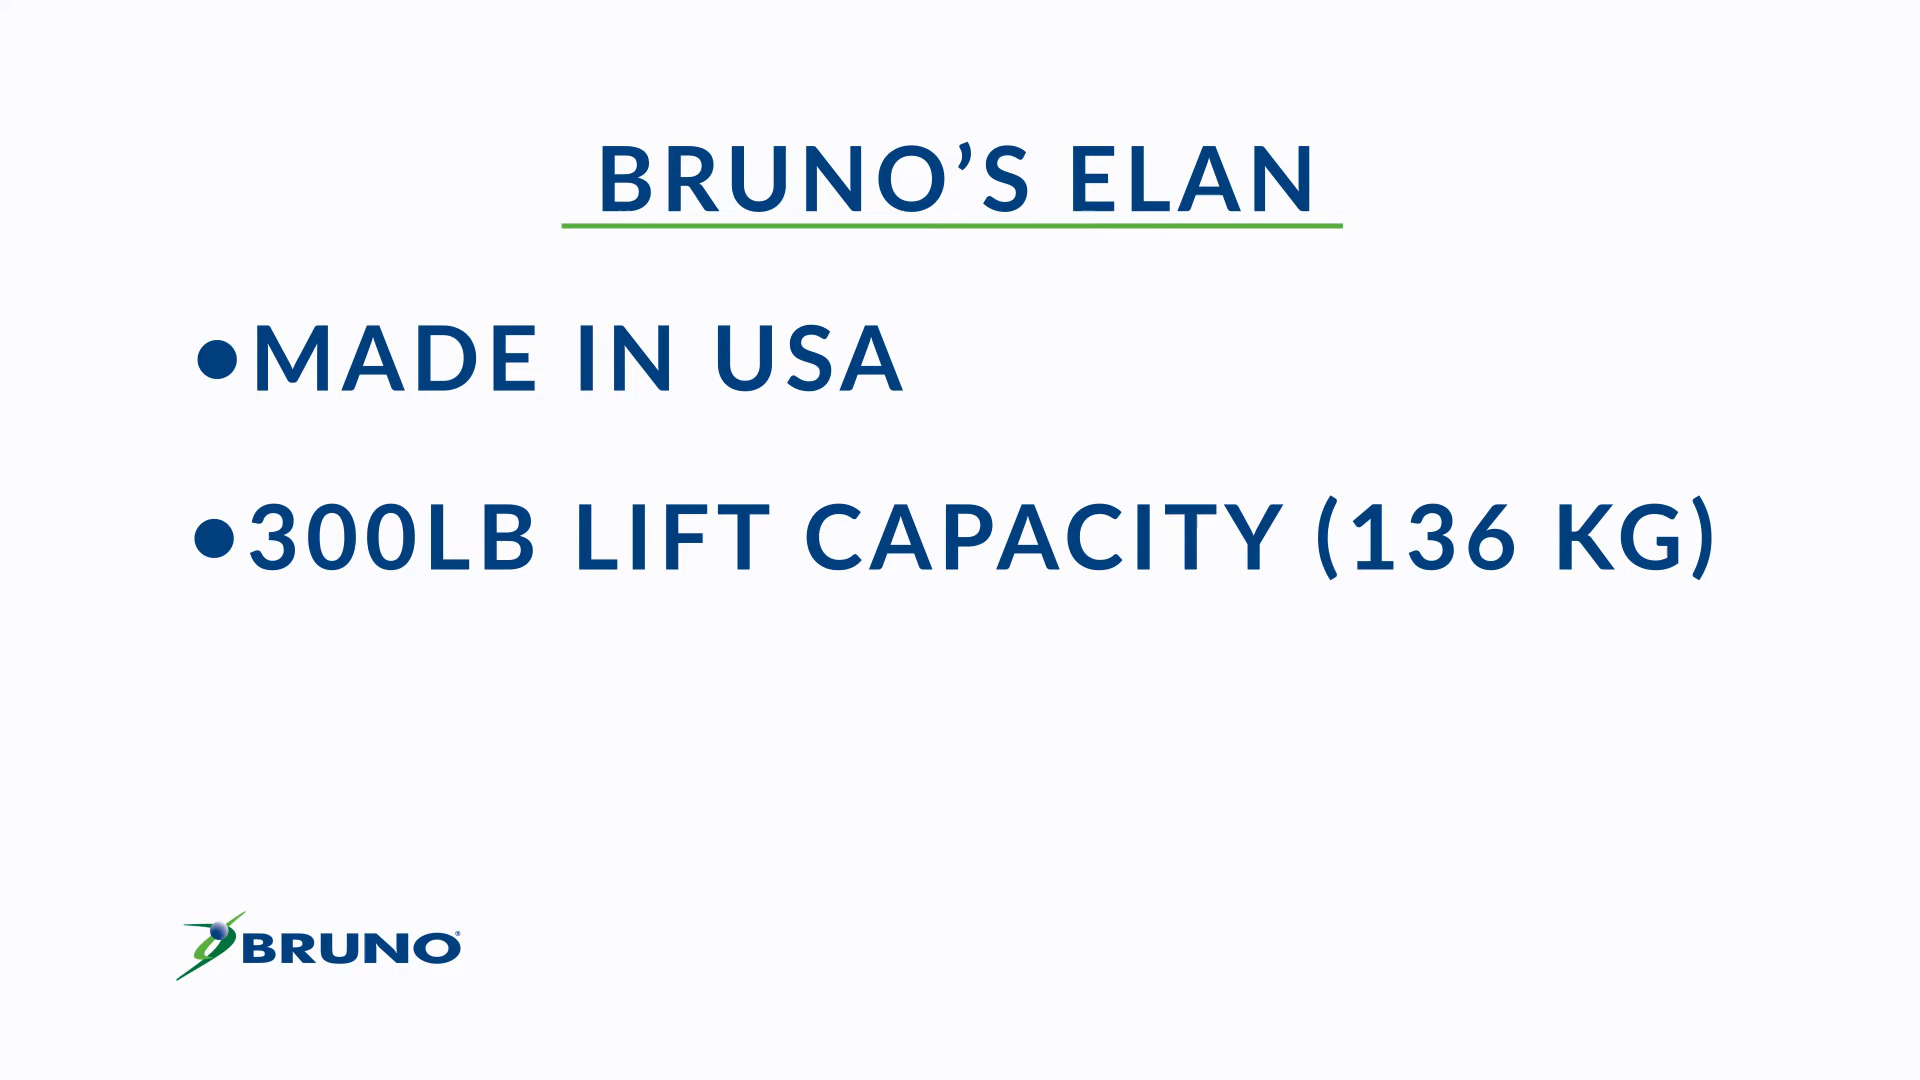 BRUNO’S ELAN
•MADE IN USA
•300LB LIFT CAPACITY (136 KG)
BRUNO®